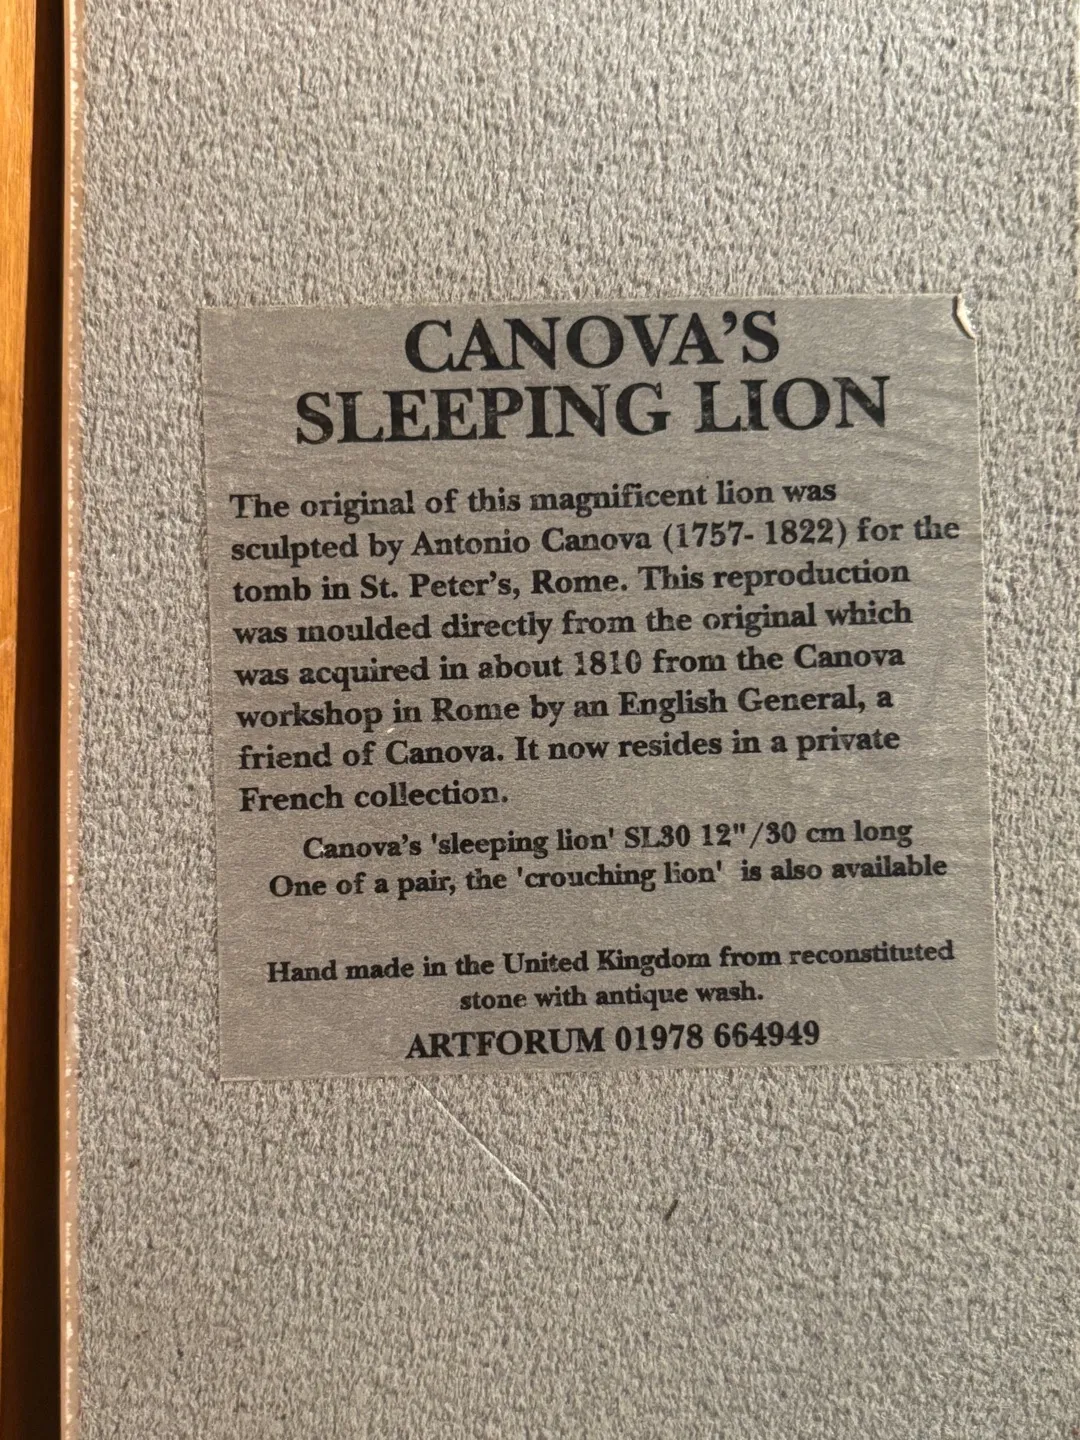 CANOVA'S
SLEEPING LION
The original of this magnificent lion was
sculpted by Antonio Canova (1757- 1822) for the
tomb in St. Peter's, Rome. This reproduction
was moulded directly from the original which
was acquired in about 1810 from the Canova
workshop in Rome by an English General, a
friend of Canova. It now resides in a private
French collection.
Canova's 'sleeping lion' SL30 12"/30 cm long
One of a pair, the 'crouching lion' is also available
Hand made in the United Kingdom from reconstituted
stone with antique wash.
ARTFORUM 01978 664949